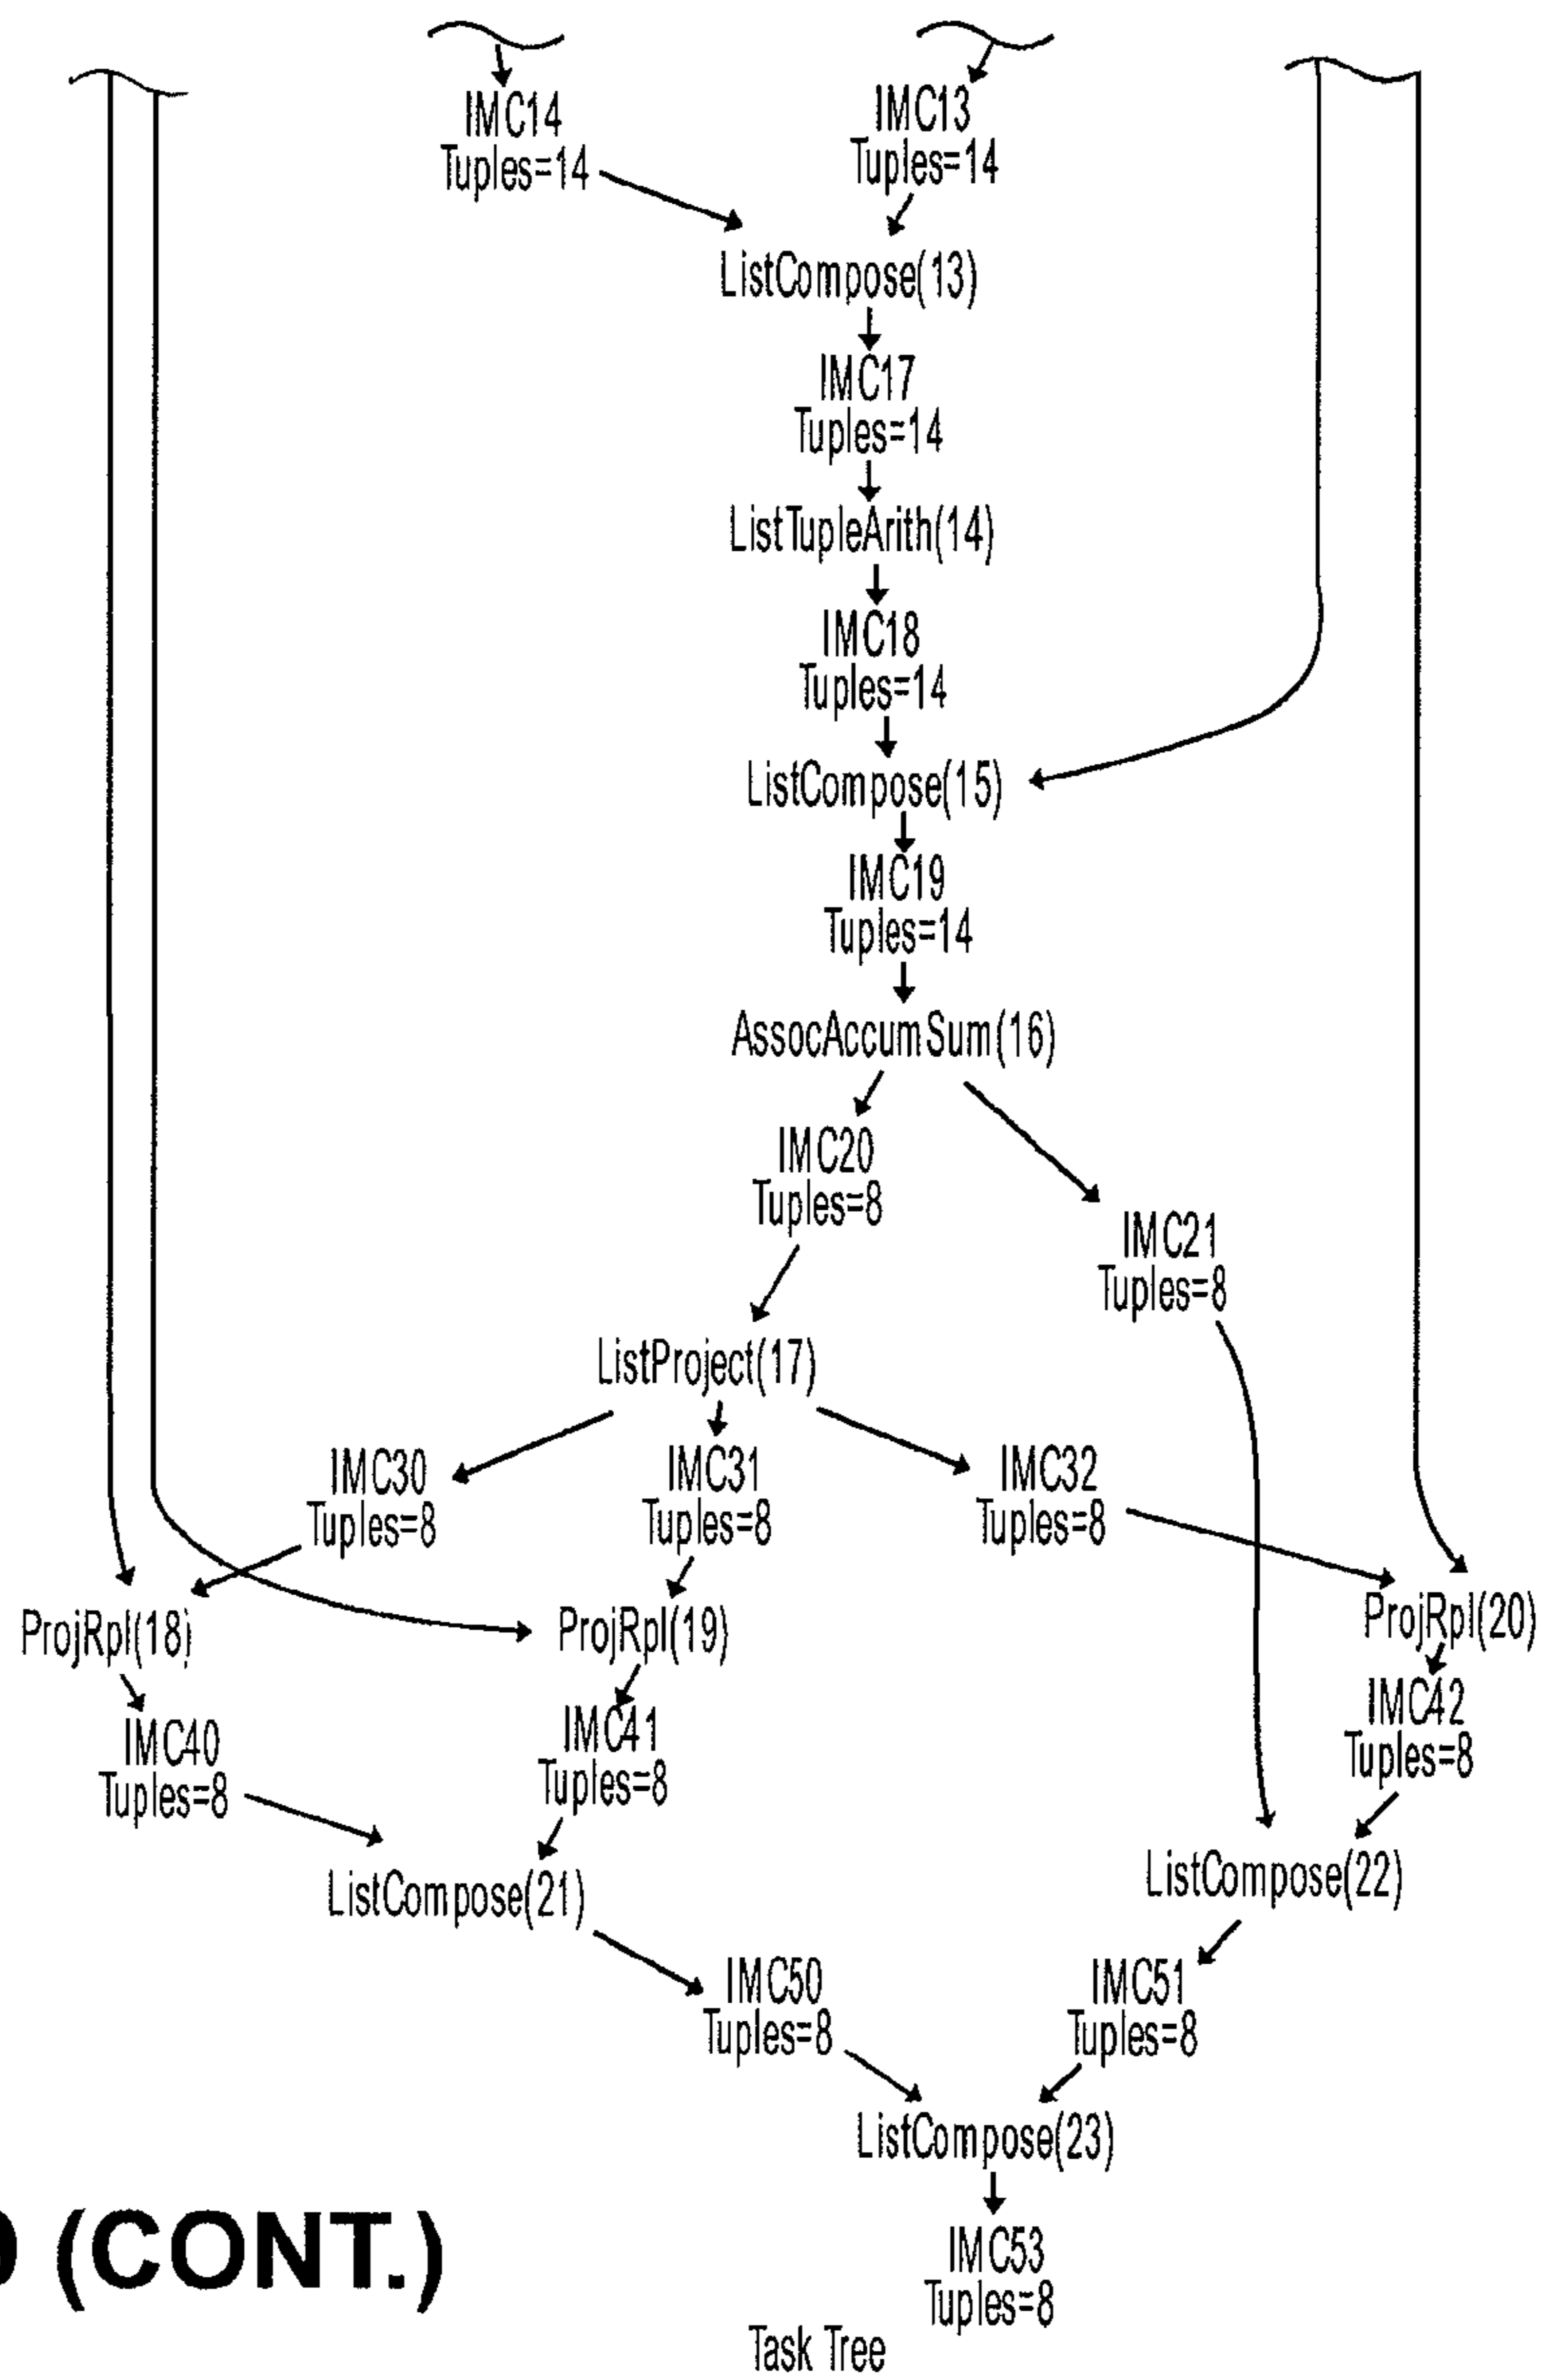 IMC14
Tuples=14
IMC13
Tuples=14
ListCompose(13)
IMC17
Tuples=14
ListTupleArith(14)
IMC18
Tuples=14
ListCompose(15)
IMC19
Tuples=14
AssocAccumSum(16)
IMC20
Tuples=8
IMC21
Tuples=8
ListProject(17)
IMC30
Tuples=8
IMC31
Tuples=8
IMC32
Tuples=8
ProjRpl(18)
ProjRpl(19)
ProjRpl(20)
IMC40
Tuples=8
IMC41
Tuples=8
IMC42
Tuples=8
ListCompose(21)
ListCompose(22)
IMC50
Tuples=8
IMC51
Tuples=8
ListCompose(23)
(CONT.)
IMC53
Tuples=8
Task Tree